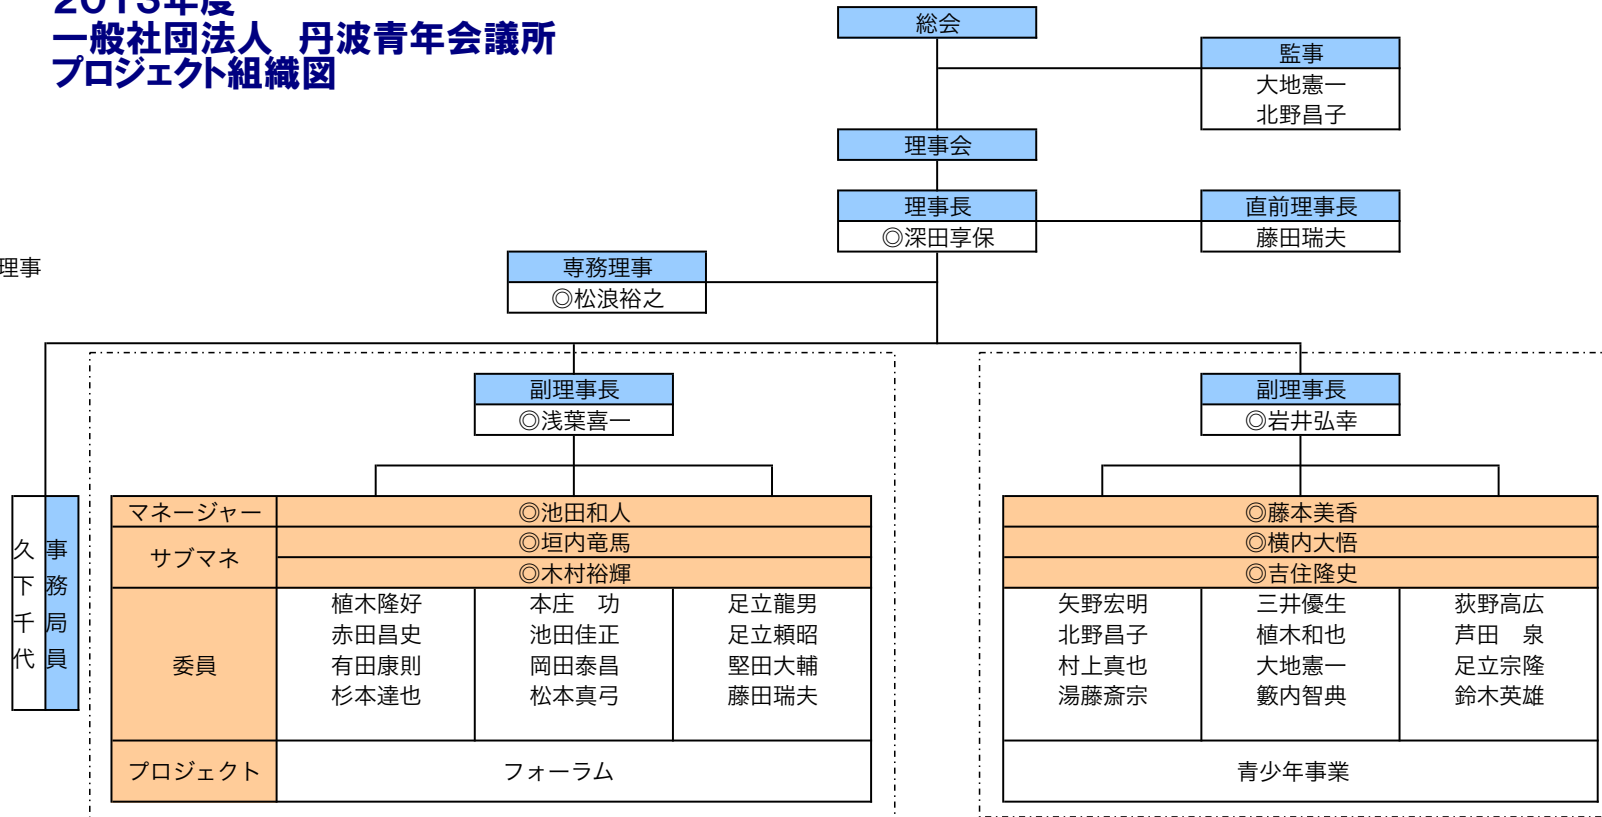 2013年度
一般社団法人　丹波青年会議所
プロジェクト組織図
総会
監事
大地憲一
北野昌子
理事会
理事長
◎深田享保
直前理事長
藤田瑞夫
理事
専務理事
◎松浪裕之
副理事長
◎浅葉喜一
副理事長
◎岩井弘幸
事務局員
久下千代
マネージャー
◎池田和人
サブマネ
◎垣内竜馬
◎木村裕輝
委員
植木隆好 本庄　功 足立龍男
赤田昌史 池田佳正 足立頼昭
有田康則 岡田泰昌 堅田大輔
杉本達也 松本真弓 藤田瑞夫
プロジェクト
フォーラム
◎藤本美香
◎横内大悟
◎吉住隆史
矢野宏明 三井優生 荻野高広
北野昌子 植木和也 芦田　泉
村上真也 大地憲一 足立宗隆
湯藤斎宗 籔内智典 鈴木英雄
青少年事業